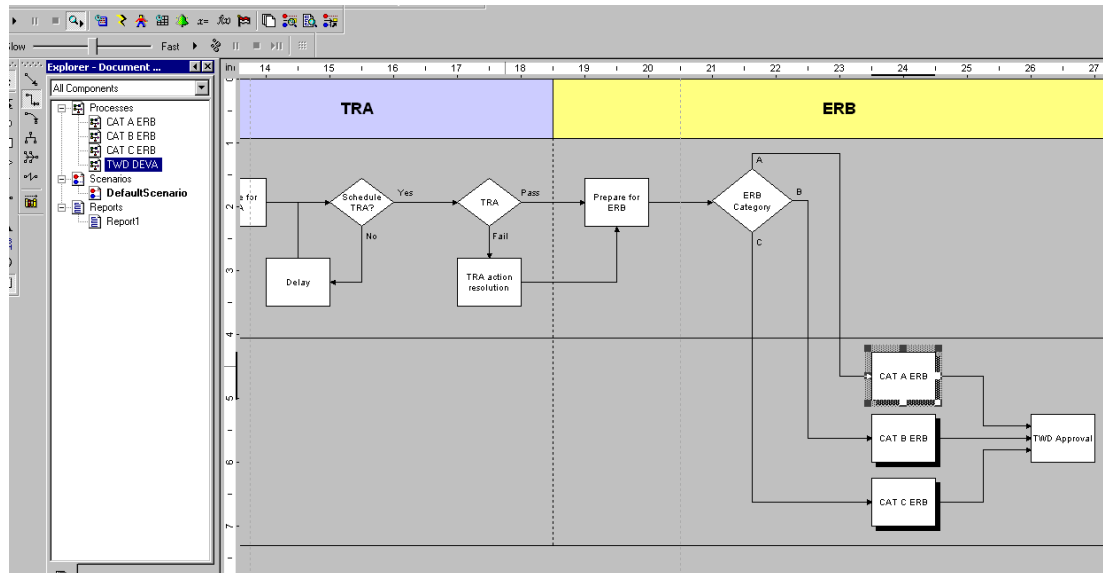 x=
f(x)
low
Fast
Explorer - Document ...
All Components
Processes
CAT A ERB
CAT B ERB
CAT C ERB
TWD DEVA
Scenarios
DefaultScenario
Reports
Report1
14 15 16 17 18 19 20 21 22 23 24 25 26 27
0
1
2
3
4
5
6
7
TRA
ERB
e for
Schedule
TRA?
Yes
No
Delay
TRA
Pass
Fail
TRA action
resolution
Prepare for
ERB
ERB
Category
A
B
C
CAT A ERB
CAT B ERB
CAT C ERB
TWD Approval